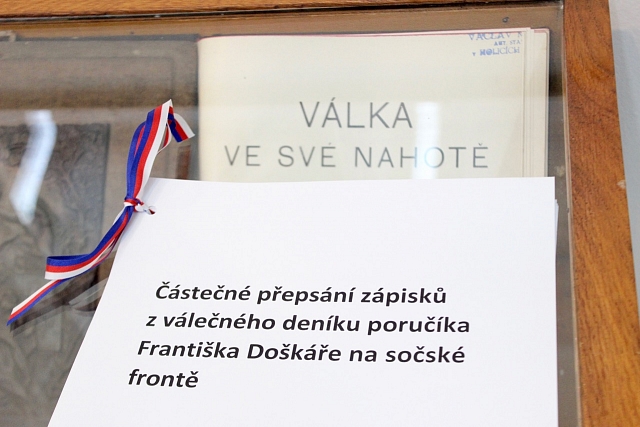 VÁLKA
VE SVÉ NAHOTĚ
Částečné přepsání zápisků
z válečného deníku poručíka
Františka Doškáře na sočské
frontě